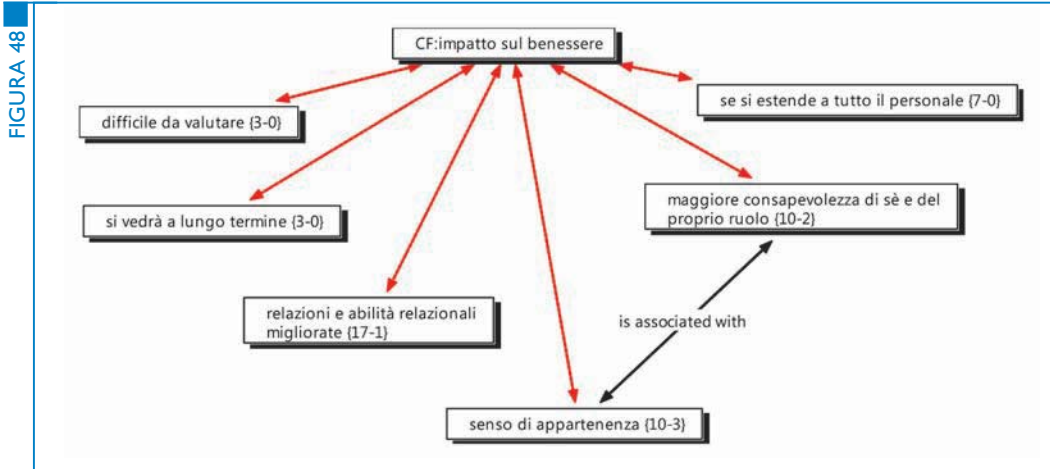 FIGURA 48
CF:impatto sul benessere
difficile da valutare {3-0}
se si estende a tutto il personale {7-0}
si vedrà a lungo termine {3-0}
maggiore consapevolezza di sè e del
proprio ruolo {10-2}
relazioni e abilità relazionali
migliorate {17-1}
is associated with
senso di appartenenza {10-3}